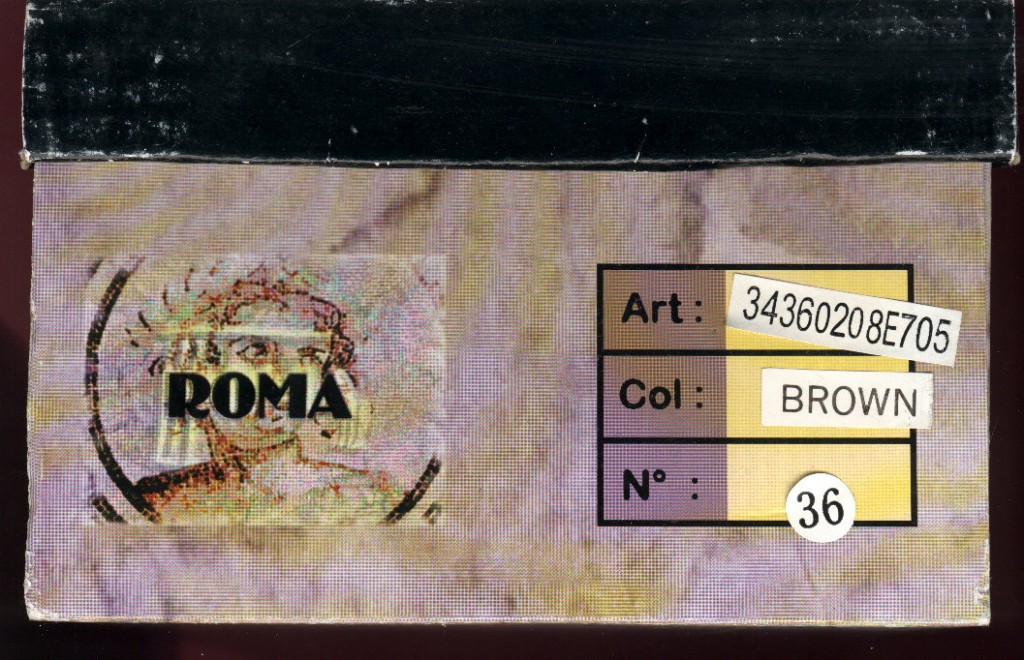 ROMA
Art : 34360208E705
Col : BROWN
N° : 36